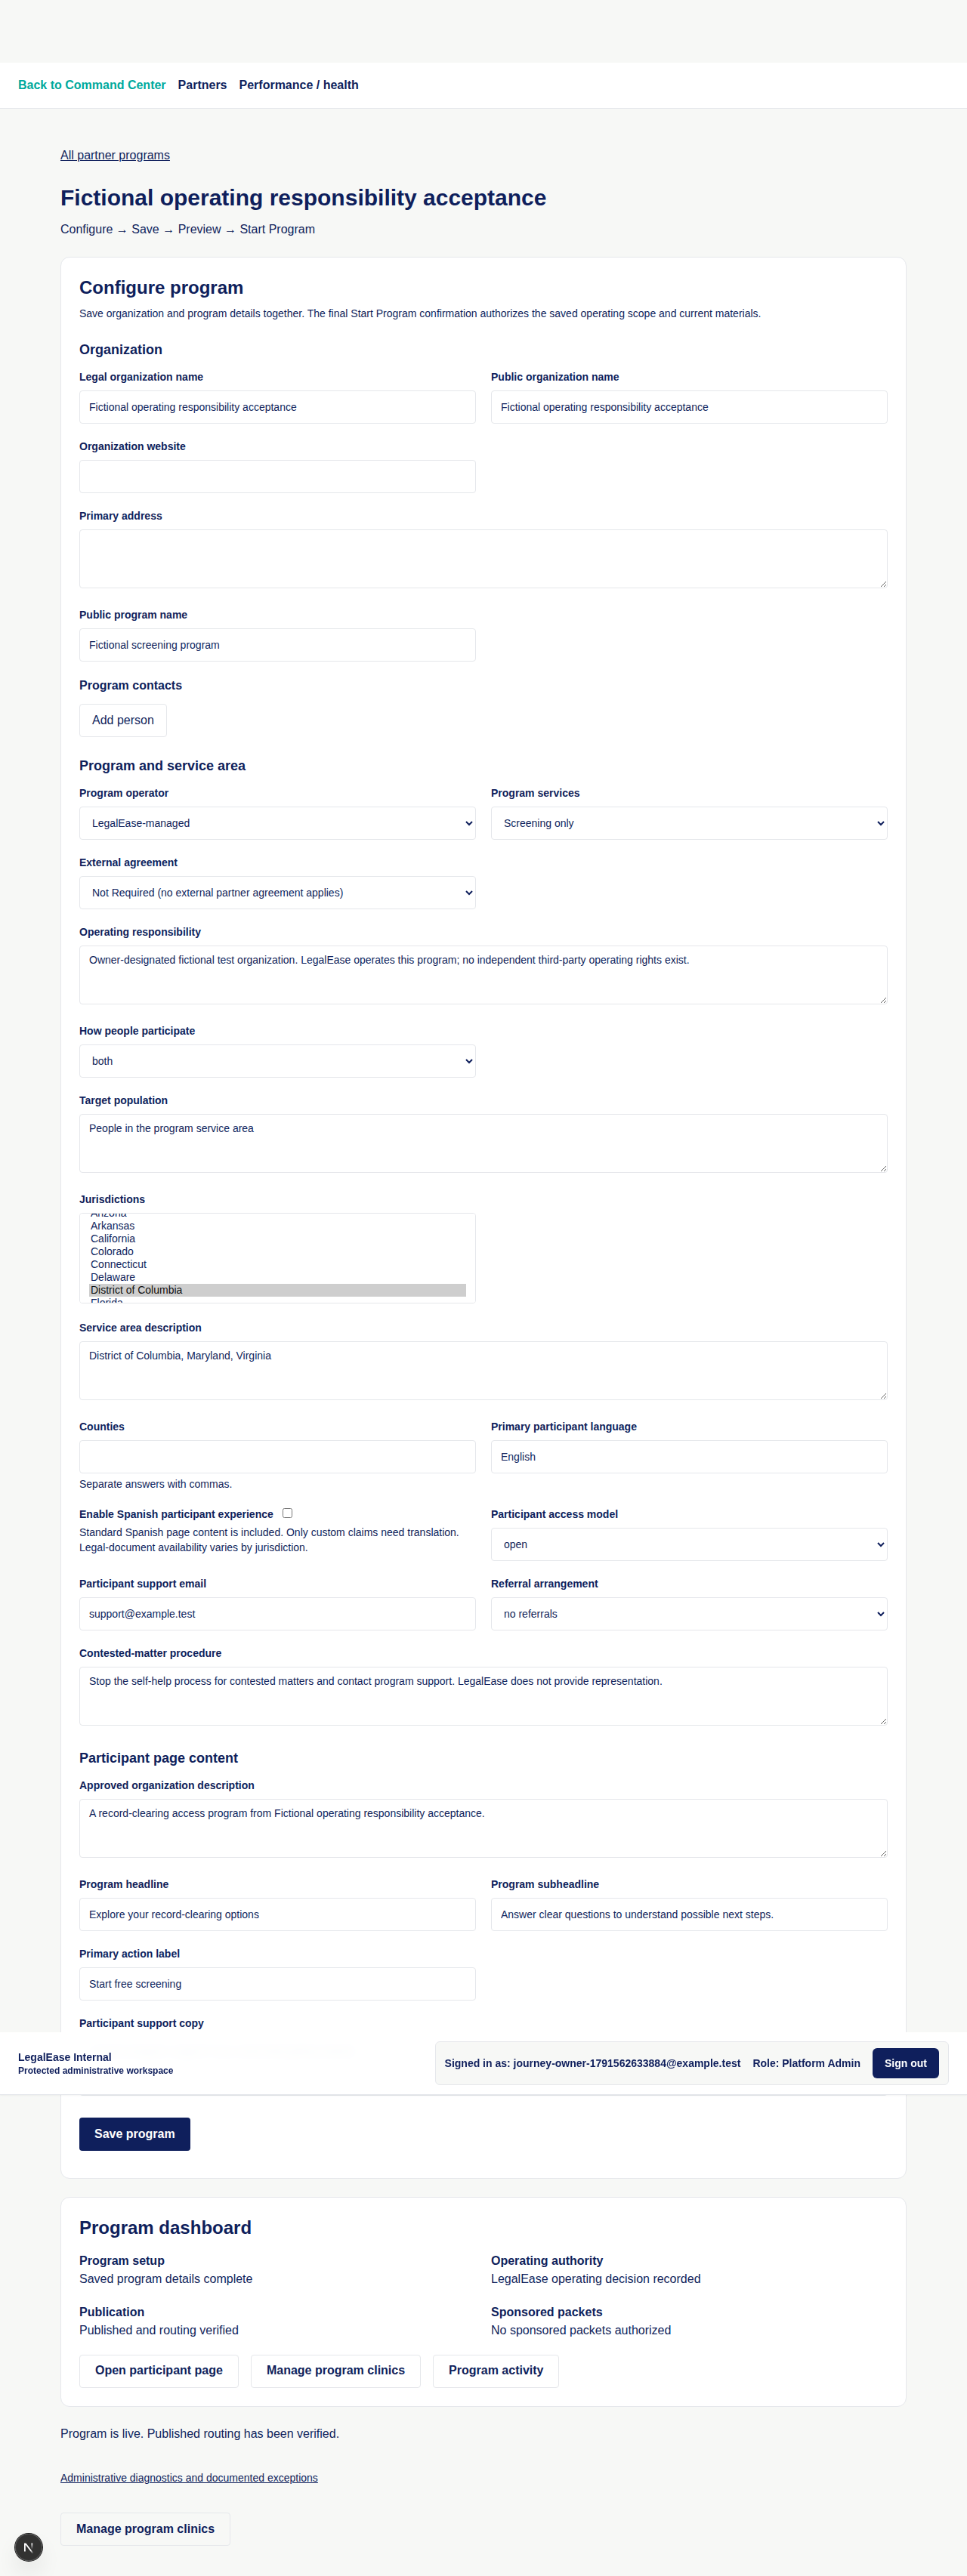 Back to Command Center Partners Performance / health
All partner programs
Fictional operating responsibility acceptance
Configure → Save → Preview → Start Program
Configure program
Save organization and program details together. The final Start Program confirmation authorizes the saved operating scope and current materials.
Organization
Legal organization name Public organization name
Fictional operating responsibility acceptance Fictional operating responsibility acceptance
Organization website
Primary address
Public program name
Fictional screening program
Program contacts
Add person
Program and service area
Program operator Program services
LegalEase-managed Screening only
External agreement
Not Required (no external partner agreement applies)
Operating responsibility
Owner-designated fictional test organization. LegalEase operates this program; no independent third-party operating rights exist.
How people participate
both
Target population
People in the program service area
Jurisdictions
Arizona
Arkansas
California
Colorado
Connecticut
Delaware
District of Columbia
Florida
Service area description
District of Columbia, Maryland, Virginia
Counties Primary participant language
English
Separate answers with commas.
Enable Spanish participant experience Participant access model
Standard Spanish page content is included. Only custom claims need translation.
Legal-document availability varies by jurisdiction.
open
Participant support email Referral arrangement
support@example.test no referrals
Contested-matter procedure
Stop the self-help process for contested matters and contact program support. LegalEase does not provide representation.
Participant page content
Approved organization description
A record-clearing access program from Fictional operating responsibility acceptance.
Program headline Program subheadline
Explore your record-clearing options Answer clear questions to understand possible next steps.
Primary action label
Start free screening
Participant support copy
LegalEase Internal
Protected administrative workspace
Signed in as: journey-owner-1791562633884@example.test Role: Platform Admin Sign out
Save program
Program dashboard
Program setup Operating authority
Saved program details complete LegalEase operating decision recorded
Publication Sponsored packets
Published and routing verified No sponsored packets authorized
Open participant page Manage program clinics Program activity
Program is live. Published routing has been verified.
Administrative diagnostics and documented exceptions
Manage program clinics
N